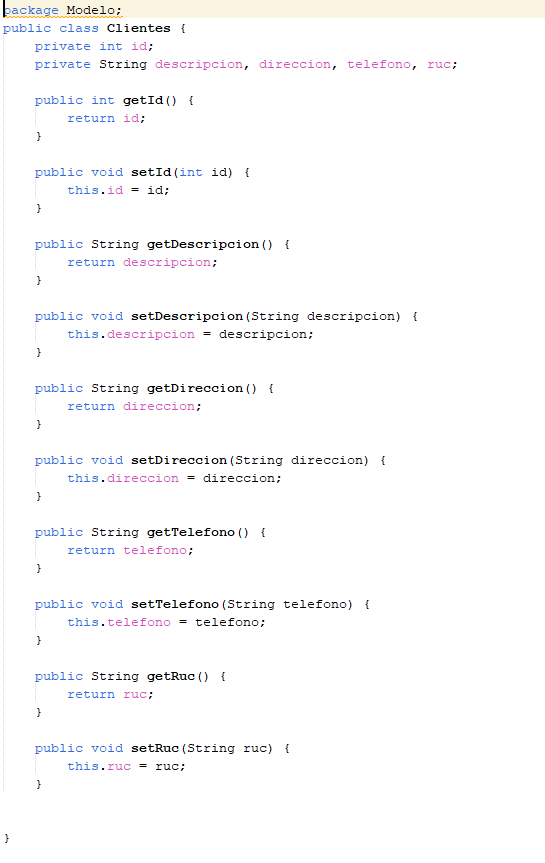 package Modelo;
public class Clientes {
    private int id;
    private String descripcion, direccion, telefono, ruc;

    public int getId() {
        return id;
    }

    public void setId(int id) {
        this.id = id;
    }

    public String getDescripcion() {
        return descripcion;
    }

    public void setDescripcion(String descripcion) {
        this.descripcion = descripcion;
    }

    public String getDireccion() {
        return direccion;
    }

    public void setDireccion(String direccion) {
        this.direccion = direccion;
    }

    public String getTelefono() {
        return telefono;
    }

    public void setTelefono(String telefono) {
        this.telefono = telefono;
    }

    public String getRuc() {
        return ruc;
    }

    public void setRuc(String ruc) {
        this.ruc = ruc;
    }


}